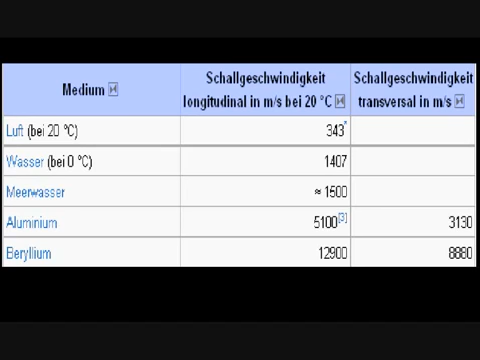 Medium Schallgeschwindigkeit longitudinal in m/s bei 20 °C Schallgeschwindigkeit transversal in m/s
Luft (bei 20 °C) 343*
Wasser (bei 0 °C) 1407
Meerwasser ≈ 1500
Aluminium 5100[3] 3130
Beryllium 12900 8880